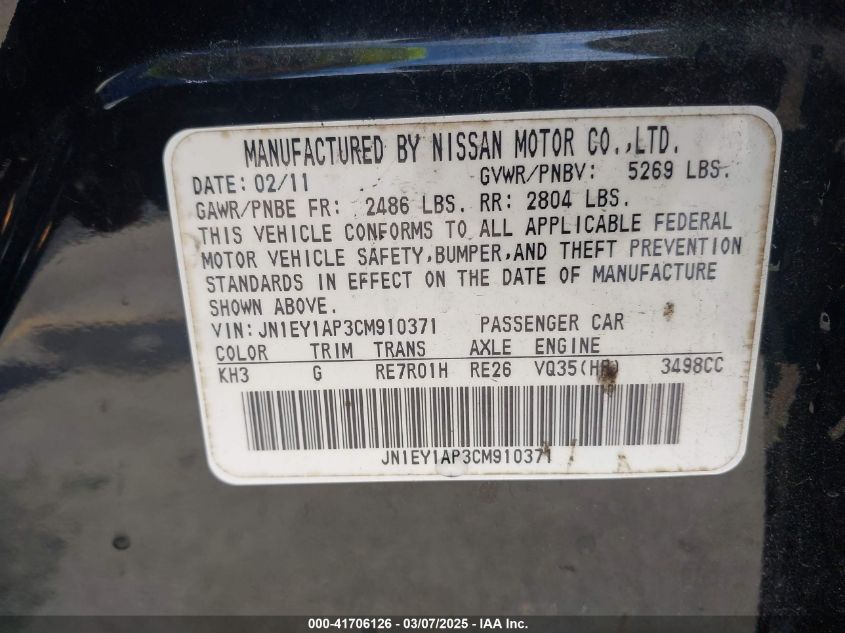 MANUFACTURED BY NISSAN MOTOR CO.,LTD.
DATE: 02/11 GVWR/PNBV: 5269 LBS.
GAWR/PNBE FR: 2486 LBS. RR: 2804 LBS.
THIS VEHICLE CONFORMS TO ALL APPLICABLE FEDERAL
MOTOR VEHICLE SAFETY,BUMPER,AND THEFT PREVENTION
STANDARDS IN EFFECT ON THE DATE OF MANUFACTURE
SHOWN ABOVE.
VIN:JN1EY1AP3CM910371 PASSENGER CAR
COLOR TRIM TRANS AXLE ENGINE
KH3 G RE7R01H RE26 VQ35(HR) 3498CC
JN1EY1AP3CM910371
000-41706126 - 03/07/2025 - IAA Inc.